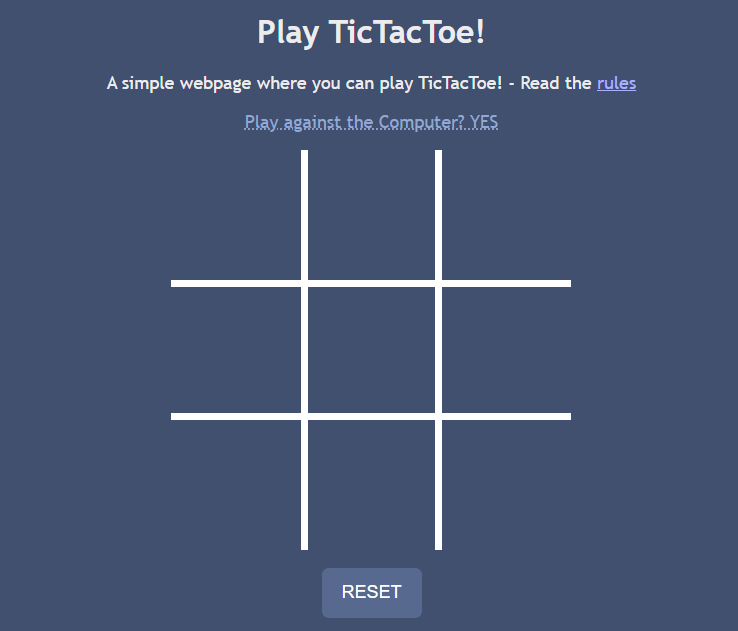 Play TicTacToe!
A simple webpage where you can play TicTacToe! - Read the rules
Play against the Computer? YES
RESET